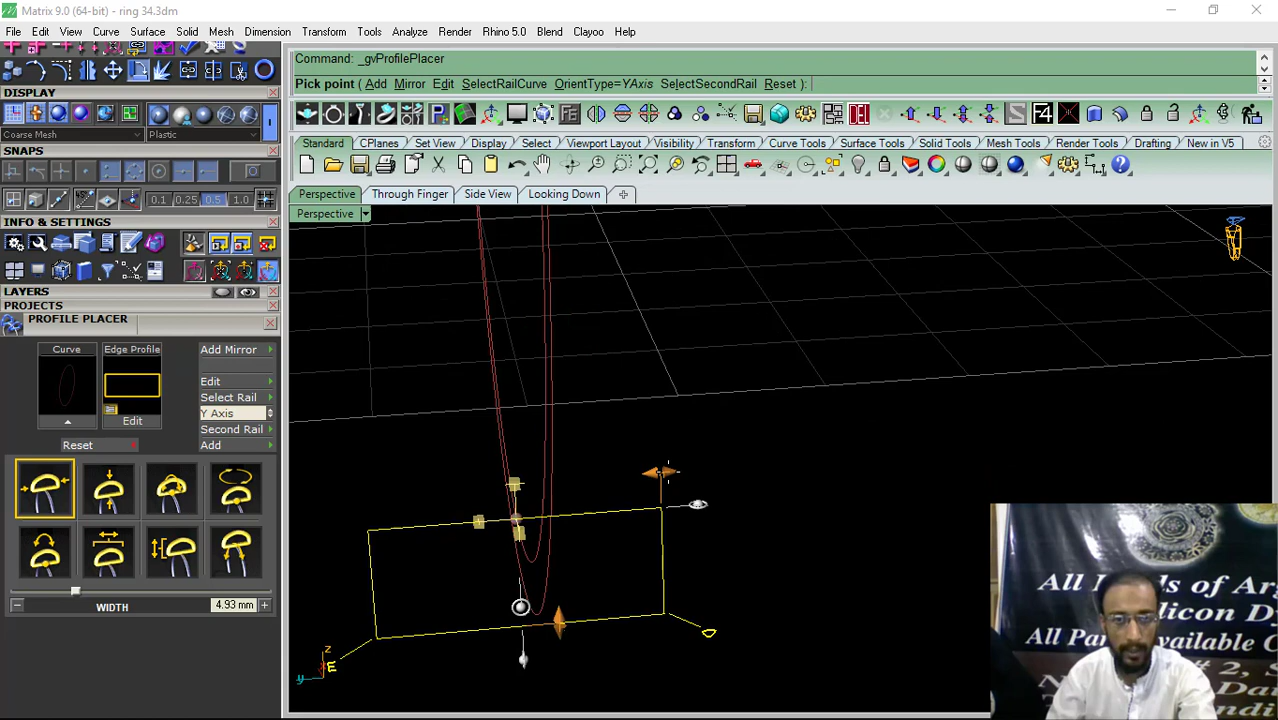 Matrix 9.0 (64-bit) - ring 34.3dm
File Edit View Curve Surface Solid Mesh Dimension Transform Tools Analyze Render Rhino 5.0 Blend Clayoo Help
Command: _gvProfilePlacer
Pick point ( Add Mirror Edit SelectRailCurve OrientType=YAxis SelectSecondRail Reset ):
DISPLAY
Coarse Mesh
Plastic
SNAPS
0.1 0.25 0.5 1.0
INFO & SETTINGS
LAYERS
PROJECTS
PROFILE PLACER
Curve
Edge Profile
Add Mirror
Edit
Select Rail
Y Axis
Edit
Second Rail
Reset
Add
WIDTH
4.93 mm
F4
Standard CPlanes Set View Display Select Viewport Layout Visibility Transform Curve Tools Surface Tools Solid Tools Mesh Tools Render Tools Drafting New in V5
Perspective Through Finger Side View Looking Down
Perspective
z
y
All